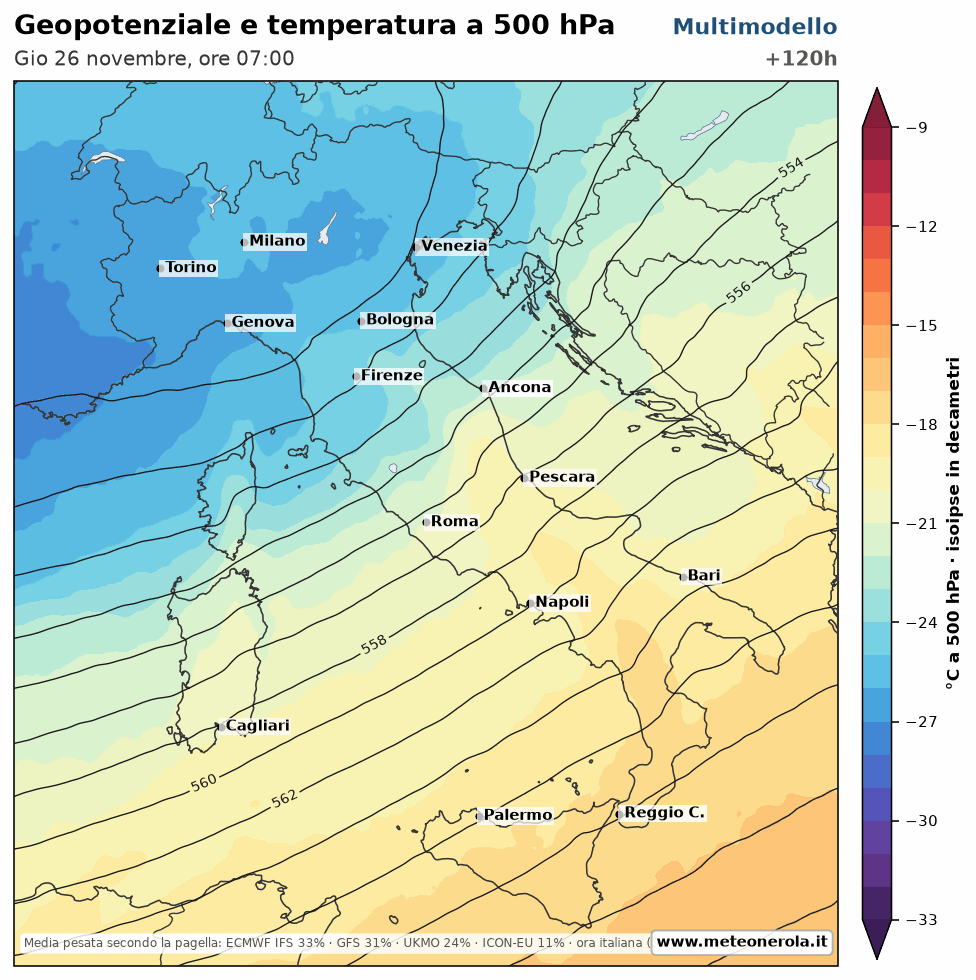 Geopotenziale e temperatura a 500 hPa
Multimodello
Gio 26 novembre, ore 07:00
+120h
554
556
Milano
Venezia
Torino
Genova
Bologna
Firenze
Ancona
Pescara
Roma
Bari
Napoli
558
Cagliari
560
562
Palermo
Reggio C.
Media pesata secondo la pagella: ECMWF IFS 33% · GFS 31% · UKMO 24% · ICON-EU 11% · ora italiana (
www.meteonerola.it
−9
−12
−15
−18
−21
−24
−27
−30
−33
°C a 500 hPa · isoipse in decametri